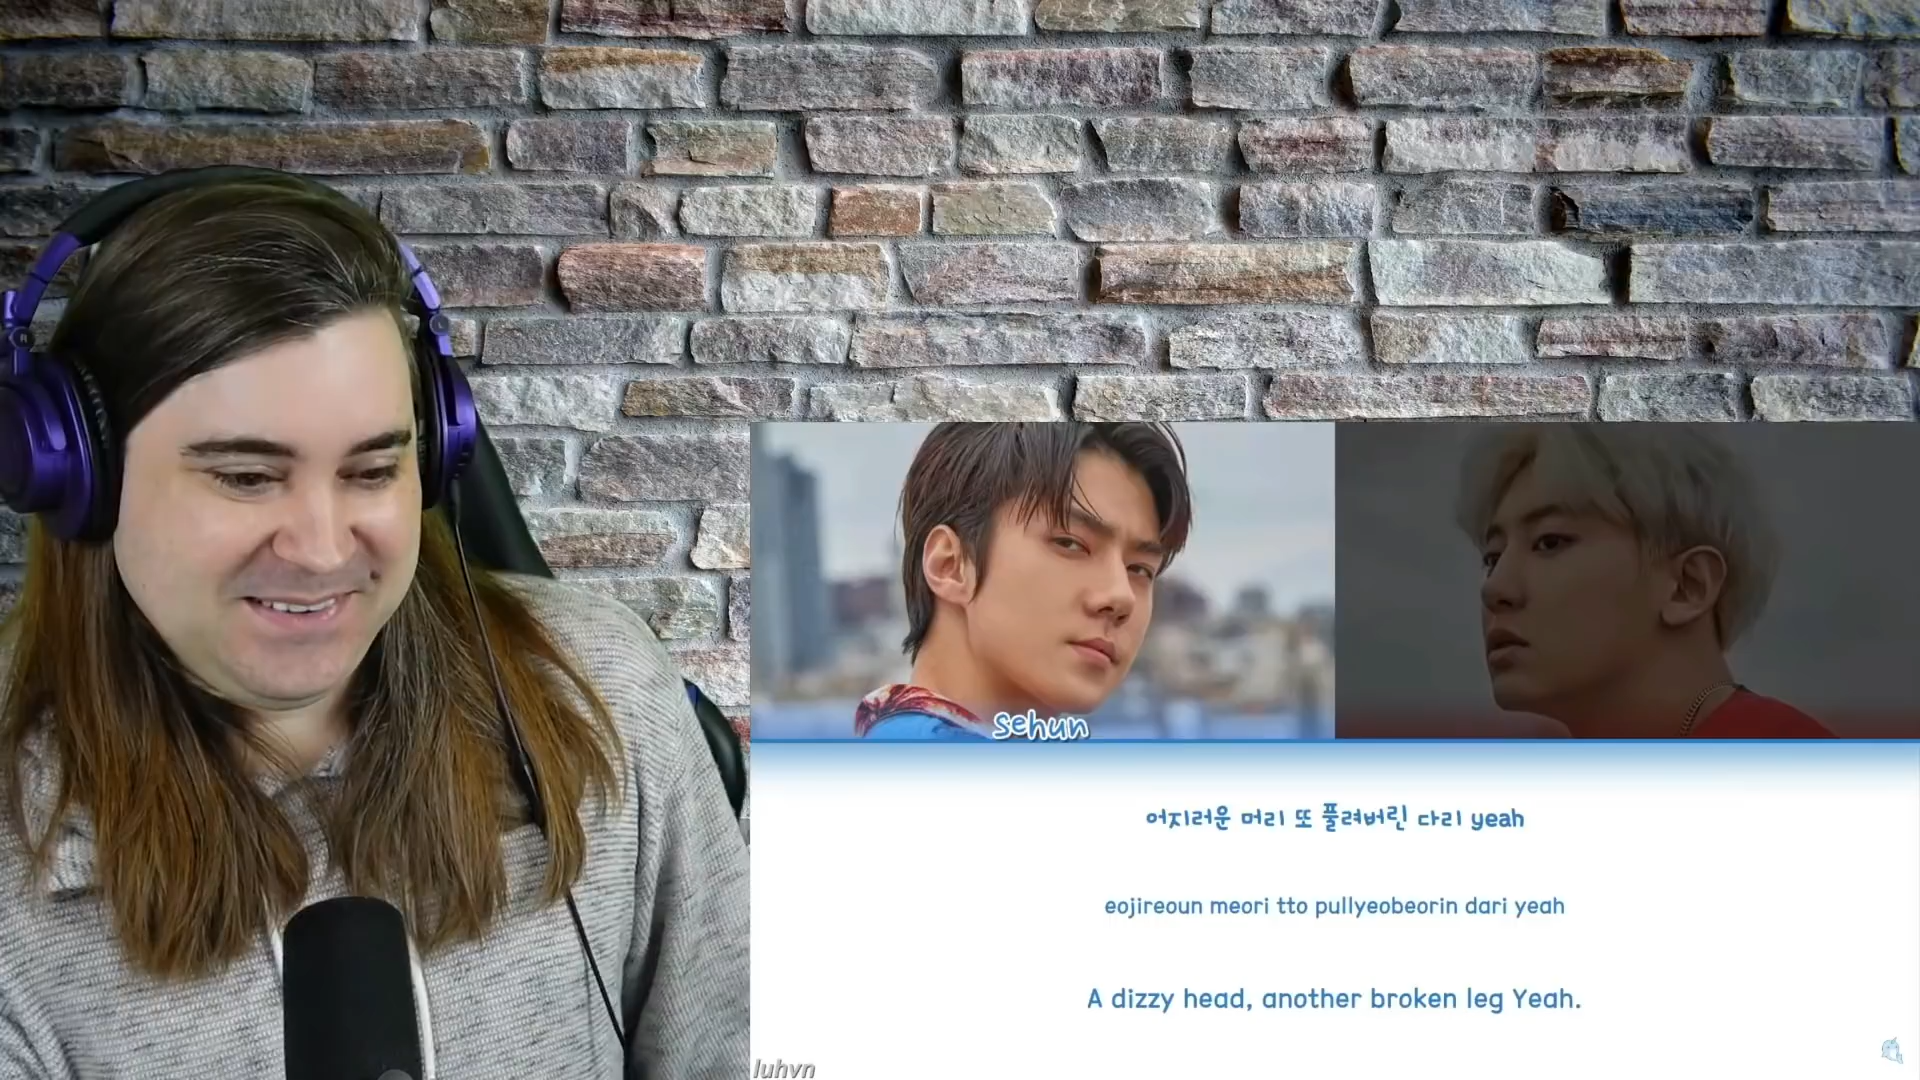 sehun
어지러운 머리 또 풀려버린 다리 yeah
eojireoun meori tto pullyeobeorin dari yeah
A dizzy head, another broken leg Yeah.
luhvn